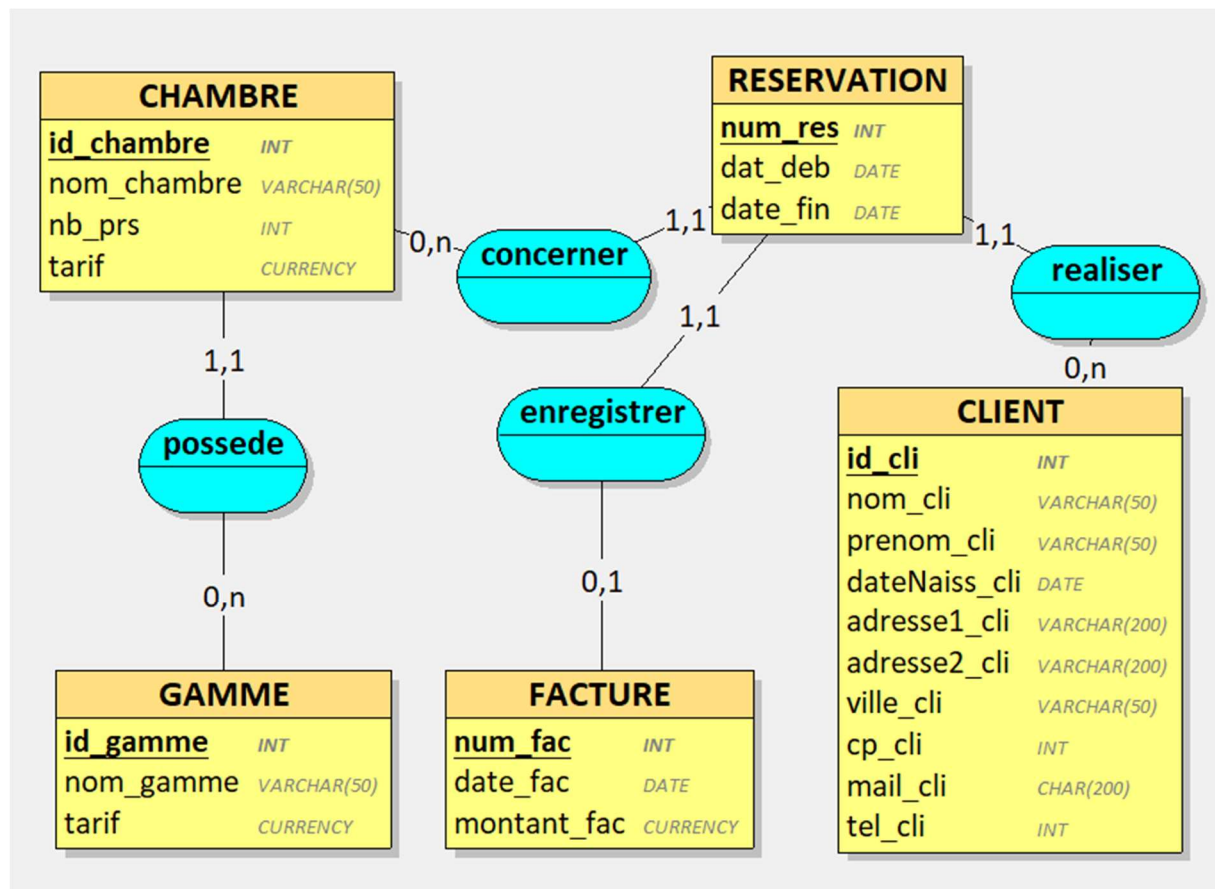 CHAMBRE
id_chambre INT
nom_chambre VARCHAR(50)
nb_prs INT
tarif CURRENCY
RESERVATION
num_res INT
dat_deb DATE
date_fin DATE
0,n
concerner
1,1
1,1
realiser
0,n
1,1
enregistrer
0,1
1,1
possede
0,n
CLIENT
id_cli INT
nom_cli VARCHAR(50)
prenom_cli VARCHAR(50)
dateNaiss_cli DATE
adresse1_cli VARCHAR(200)
adresse2_cli VARCHAR(200)
ville_cli VARCHAR(50)
cp_cli INT
mail_cli CHAR(200)
tel_cli INT
GAMME
id_gamme INT
nom_gamme VARCHAR(50)
tarif CURRENCY
FACTURE
num_fac INT
date_fac DATE
montant_fac CURRENCY